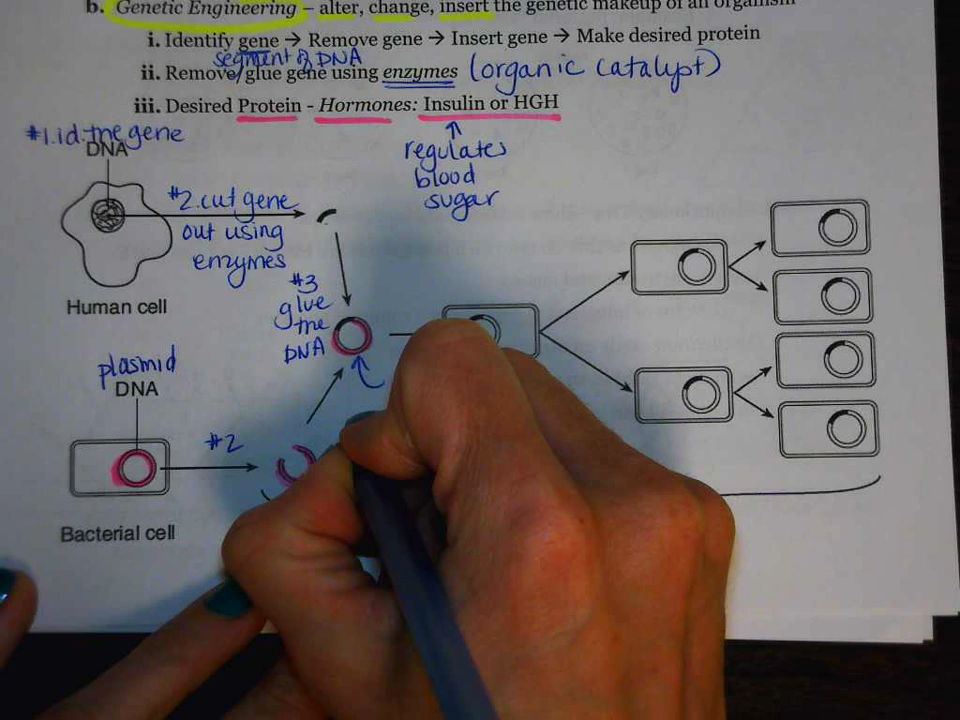 b. Genetic Engineering – alter, change, insert the genetic makeup of an organism
i. Identify gene → Remove gene → Insert gene → Make desired protein
segment of DNA
ii. Remove/glue gene using enzymes (organic catalyst)
iii. Desired Protein - Hormones: Insulin or HGH
#1. id. the gene
DNA
regulates
blood
sugar
#2. cut gene
out using
enzymes
Human cell
#3
glue
the
DNA
plasmid
DNA
#2
Bacterial cell